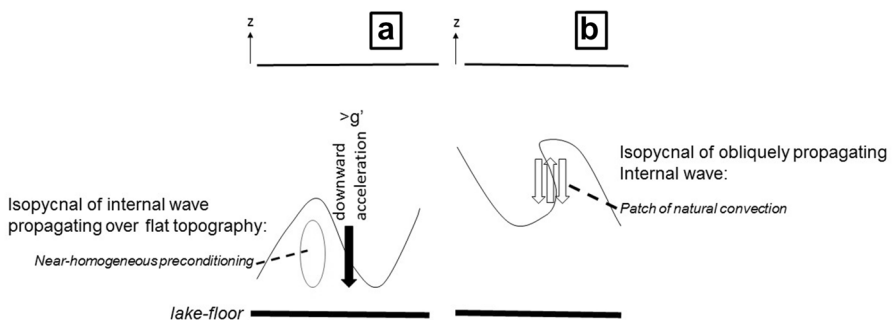 z
a
z
b
>g'
downward
acceleration
Isopycnal of internal wave
propagating over flat topography:
Near-homogeneous preconditioning
lake-floor
Isopycnal of obliquely propagating
Internal wave:
Patch of natural convection